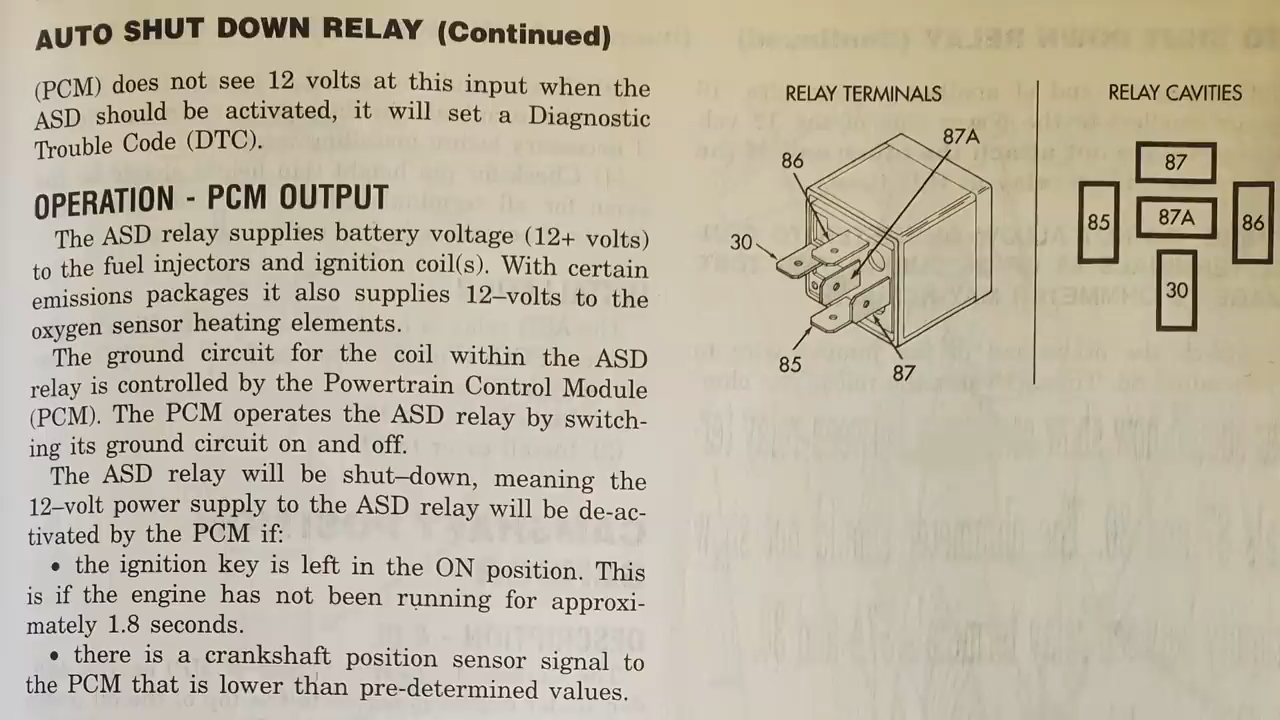 AUTO SHUT DOWN RELAY (Continued)
(PCM) does not see 12 volts at this input when the
ASD should be activated, it will set a Diagnostic
Trouble Code (DTC).
OPERATION - PCM OUTPUT
The ASD relay supplies battery voltage (12+ volts)
to the fuel injectors and ignition coil(s). With certain
emissions packages it also supplies 12–volts to the
oxygen sensor heating elements.
The ground circuit for the coil within the ASD
relay is controlled by the Powertrain Control Module
(PCM). The PCM operates the ASD relay by switch-
ing its ground circuit on and off.
The ASD relay will be shut–down, meaning the
12–volt power supply to the ASD relay will be de-ac-
tivated by the PCM if:
• the ignition key is left in the ON position. This
is if the engine has not been running for approxi-
mately 1.8 seconds.
• there is a crankshaft position sensor signal to
the PCM that is lower than pre-determined values.
RELAY TERMINALS
87A
86
30
85
87
RELAY CAVITIES
87
85
87A
86
30